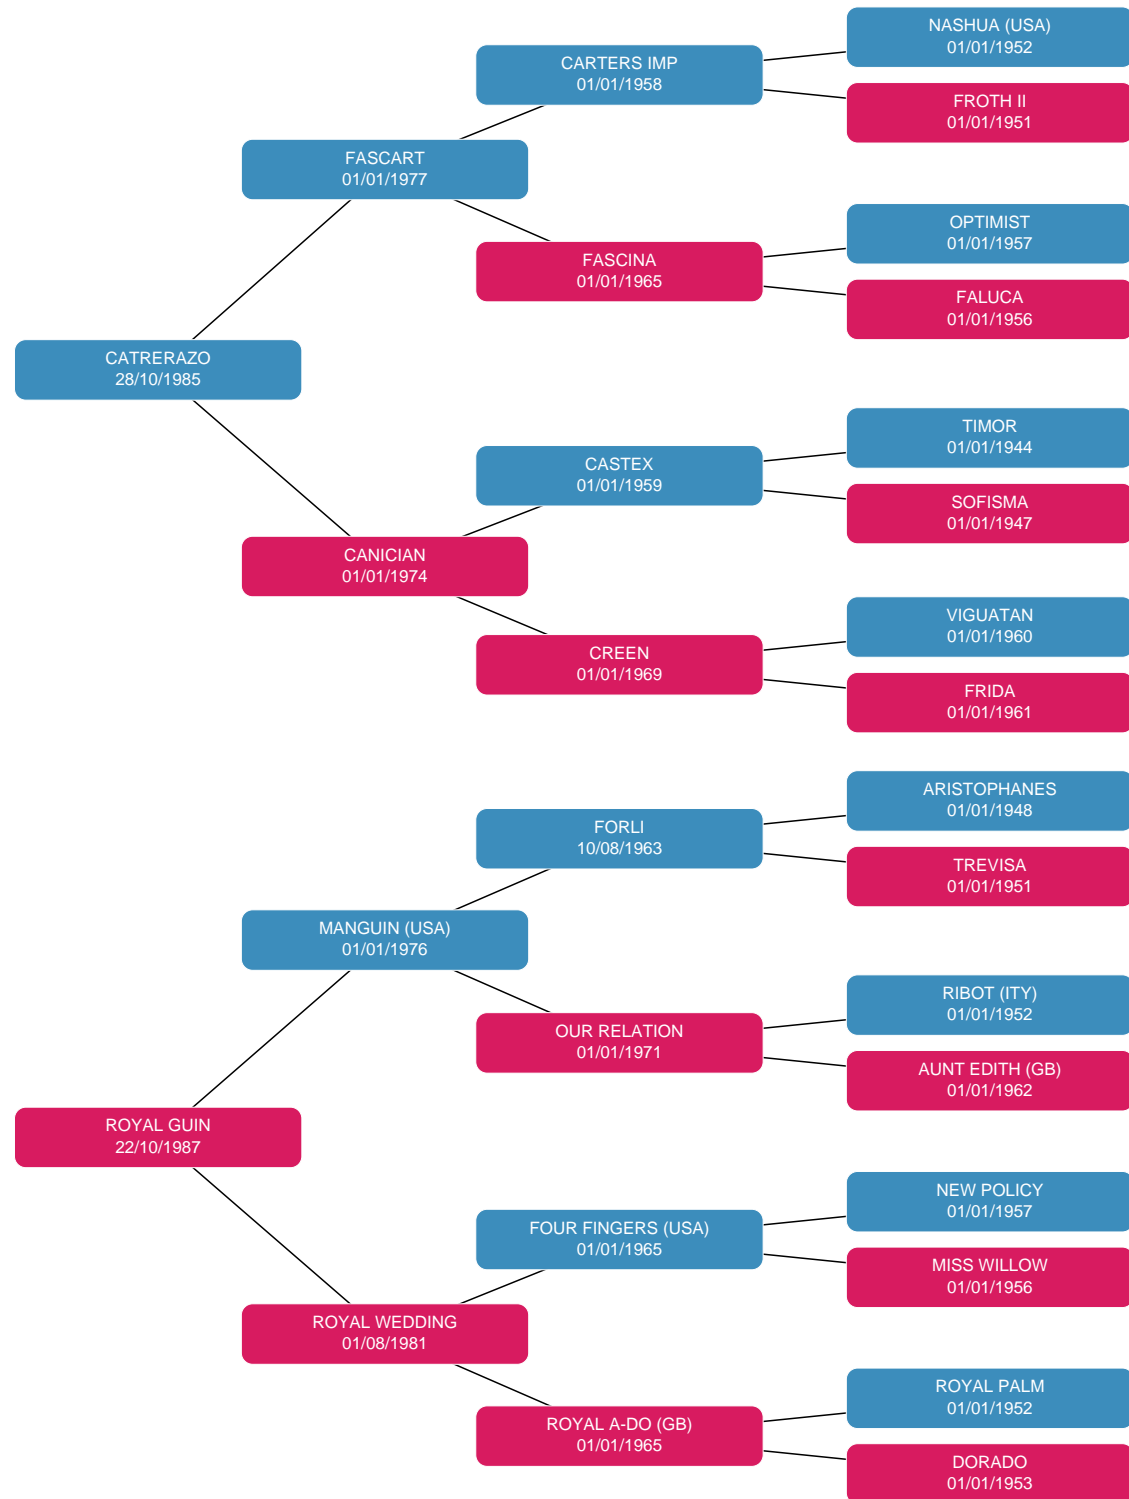 NASHUA (USA)
01/01/1952
CARTERS IMP
01/01/1958
FROTH II
01/01/1951
FASCART
01/01/1977
OPTIMIST
01/01/1957
FASCINA
01/01/1965
FALUCA
01/01/1956
CATRERAZO
28/10/1985
TIMOR
01/01/1944
CASTEX
01/01/1959
SOFISMA
01/01/1947
CANICIAN
01/01/1974
VIGUATAN
01/01/1960
CREEN
01/01/1969
FRIDA
01/01/1961
ARISTOPHANES
01/01/1948
FORLI
10/08/1963
TREVISA
01/01/1951
MANGUIN (USA)
01/01/1976
RIBOT (ITY)
01/01/1952
OUR RELATION
01/01/1971
AUNT EDITH (GB)
01/01/1962
ROYAL GUIN
22/10/1987
NEW POLICY
01/01/1957
FOUR FINGERS (USA)
01/01/1965
MISS WILLOW
01/01/1956
ROYAL WEDDING
01/08/1981
ROYAL PALM
01/01/1952
ROYAL A-DO (GB)
01/01/1965
DORADO
01/01/1953